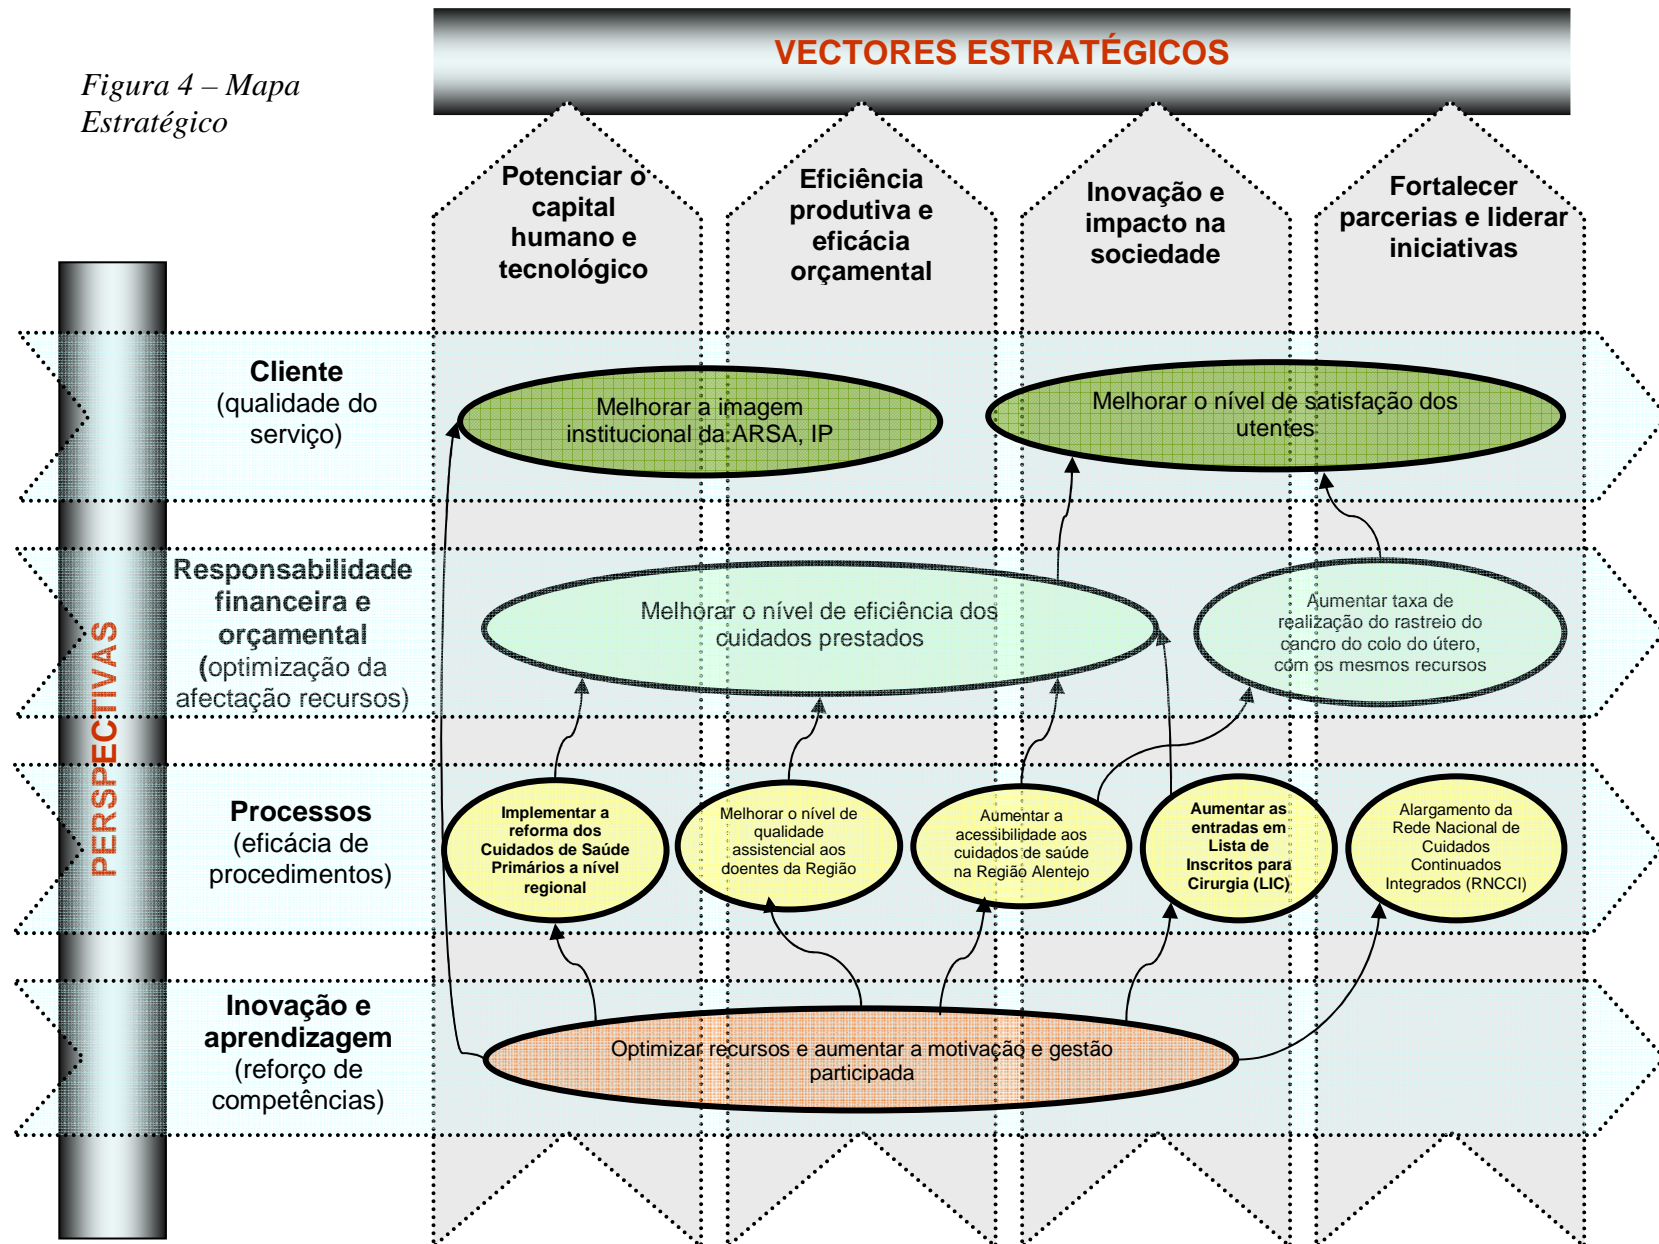 VECTORES ESTRATÉGICOS
Figura 4 – Mapa
Estratégico
Potenciar o
capital
humano e
tecnológico
Eficiência
produtiva e
eficácia
orçamental
Inovação e
impacto na
sociedade
Fortalecer
parcerias e liderar
iniciativas
PERSPECTIVAS
Cliente
(qualidade do
serviço)
Melhorar a imagem
institucional da ARSA, IP
Melhorar o nível de satisfação dos
utentes
Responsabilidade
financeira e
orçamental
(optimização da
afectação recursos)
Melhorar o nível de eficiência dos
cuidados prestados
Aumentar taxa de
realização do rastreio do
cancro do colo do útero,
com os mesmos recursos
Processos
(eficácia de
procedimentos)
Implementar a
reforma dos
Cuidados de Saúde
Primários a nível
regional
Melhorar o nível de
qualidade
assistencial aos
doentes da Região
Aumentar a
acessibilidade aos
cuidados de saúde
na Região Alentejo
Aumentar as
entradas em
Lista de
Inscritos para
Cirurgia (LIC)
Alargamento da
Rede Nacional de
Cuidados
Continuados
Integrados (RNCCI)
Inovação e
aprendizagem
(reforço de
competências)
Optimizar recursos e aumentar a motivação e gestão
participada